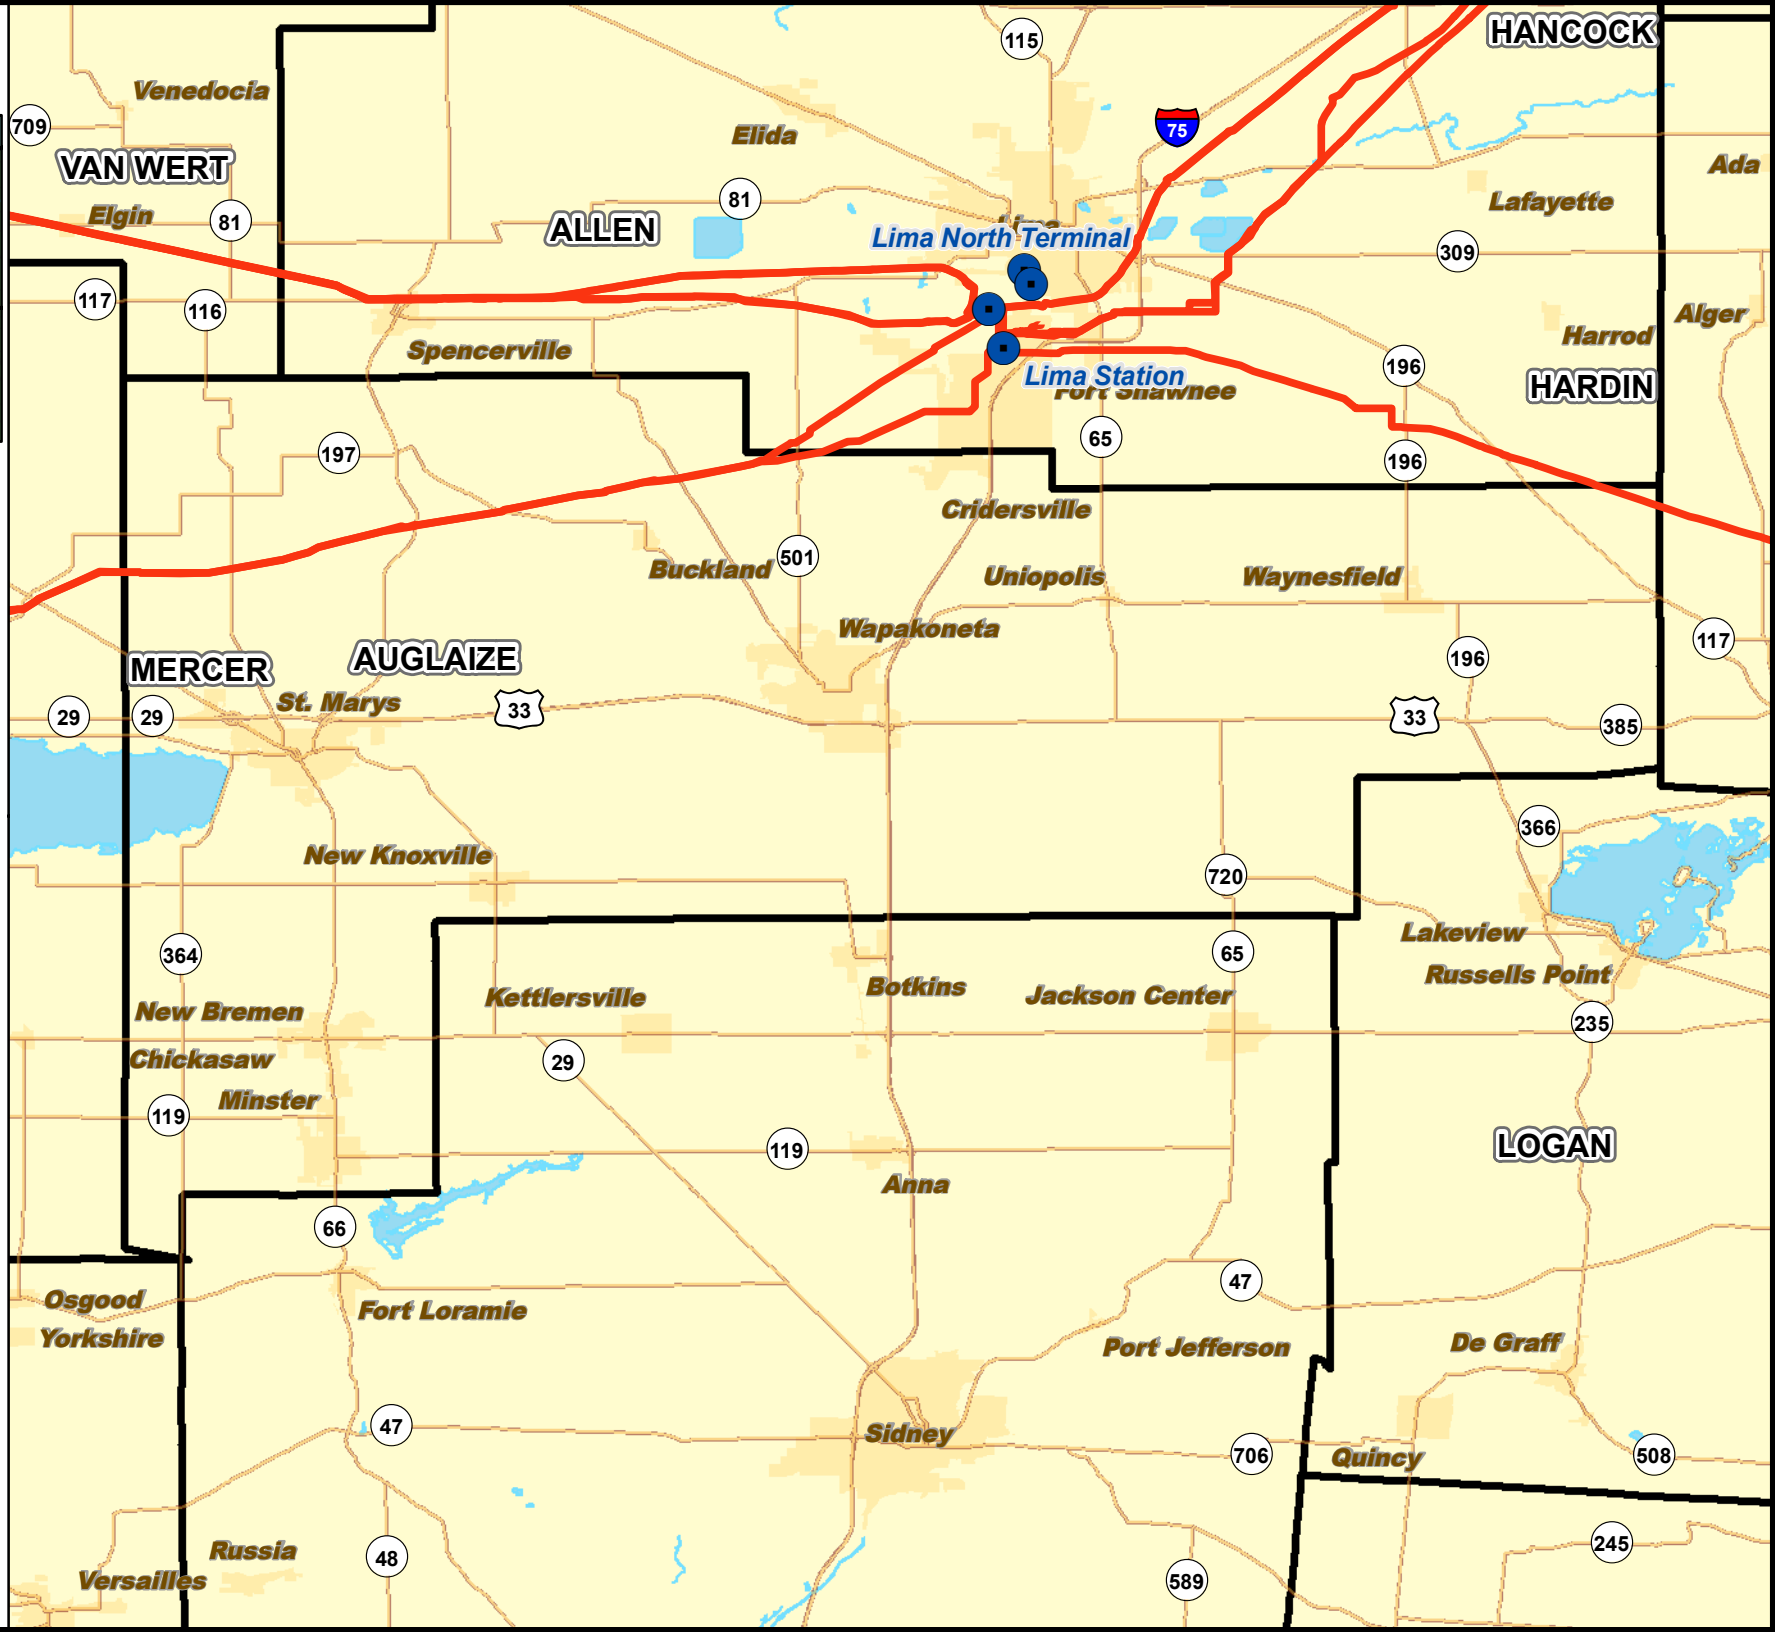 HANCOCK
115
Venedocia
709
75
Elida
VAN WERT
Ada
81
Lafayette
Elgin
81
ALLEN
Lima
Lima North Terminal
309
117
116
Alger
Harrod
Spencerville
196
Lima Station
Fort Shawnee
HARDIN
65
197
196
Cridersville
501
Buckland
Uniopolis
Waynesfield
Wapakoneta
117
MERCER
AUGLAIZE
196
St. Marys
29
29
33
33
385
366
New Knoxville
720
Lakeview
364
65
Russells Point
Botkins
Kettlersville
Jackson Center
New Bremen
235
Chickasaw
29
Minster
119
119
LOGAN
Anna
66
47
Osgood
Fort Loramie
Yorkshire
Port Jefferson
De Graff
47
Sidney
706
Quincy
508
Russia
48
245
Versailles
589